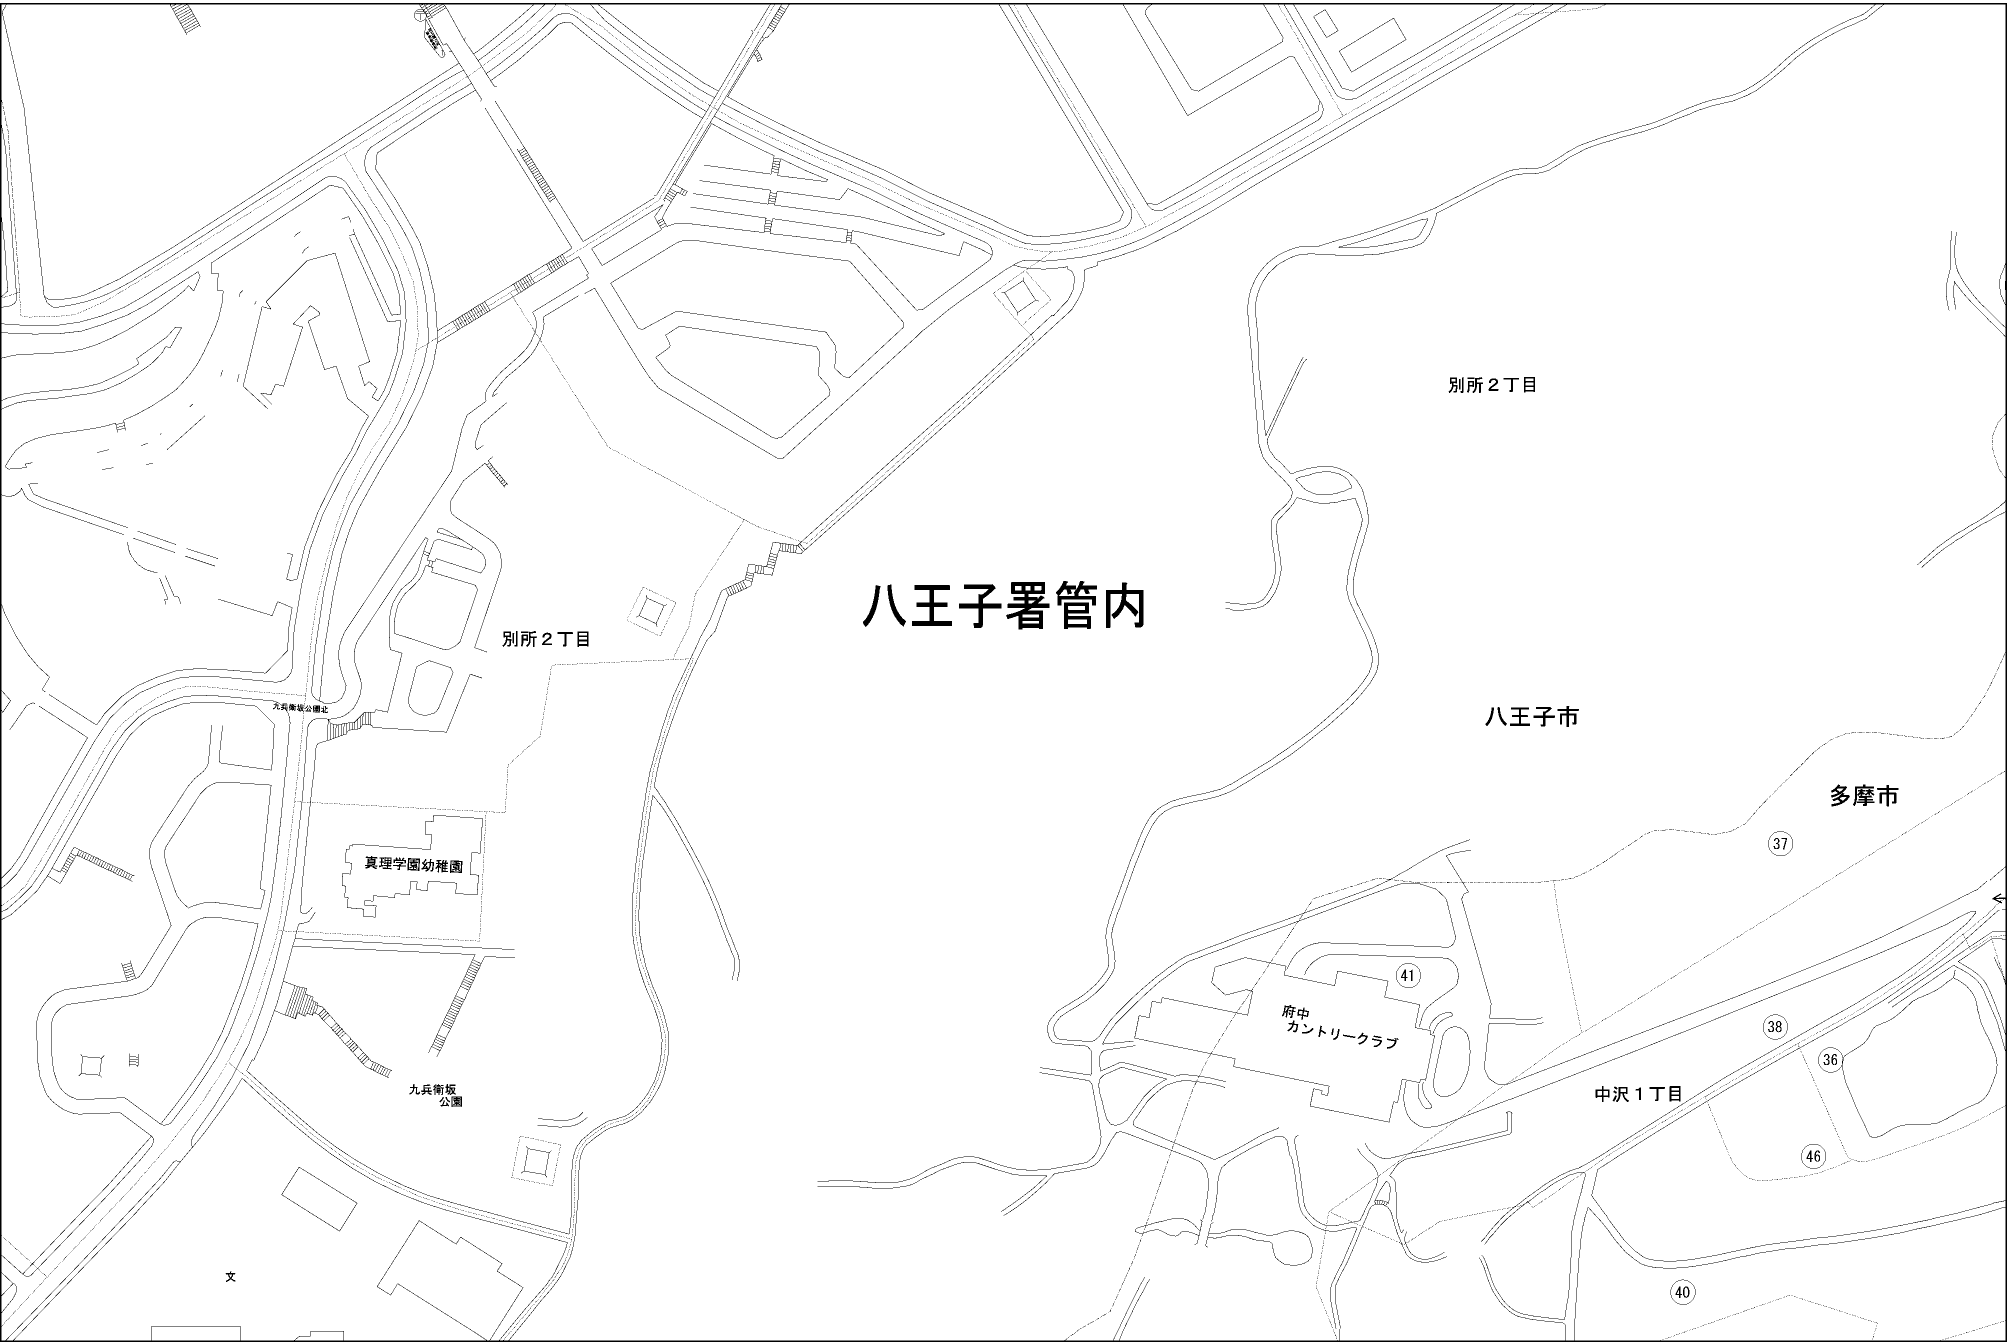 別所２丁目
八王子署管内
別所２丁目
九兵衛坂公園北
八王子市
多摩市
37
真理学園幼稚園
41
府中
カントリークラブ
38
36
九兵衛坂
公園
中沢１丁目
46
文
40